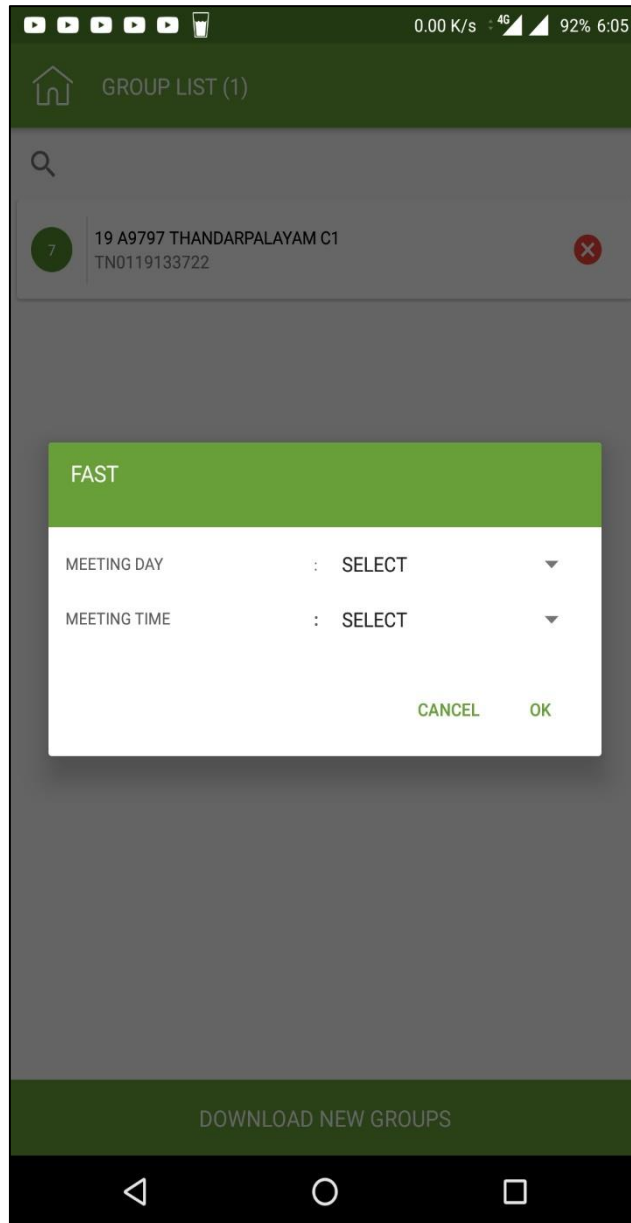 0.00 K/s 4G 92% 6:05
GROUP LIST (1)
7
19 A9797 THANDARPALAYAM C1
TN0119133722
FAST
MEETING DAY : SELECT
MEETING TIME : SELECT
CANCEL OK
DOWNLOAD NEW GROUPS